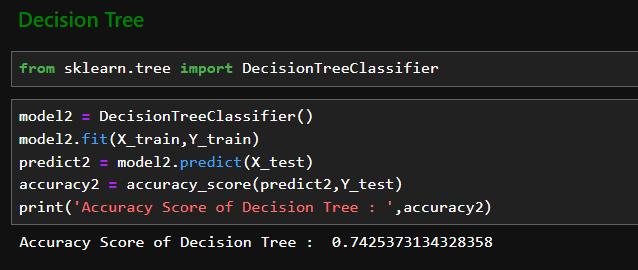 Decision Tree
from sklearn.tree import DecisionTreeClassifier
model2 = DecisionTreeClassifier()
model2.fit(X_train,Y_train)
predict2 = model2.predict(X_test)
accuracy2 = accuracy_score(predict2,Y_test)
print('Accuracy Score of Decision Tree : ',accuracy2)
Accuracy Score of Decision Tree :  0.7425373134328358